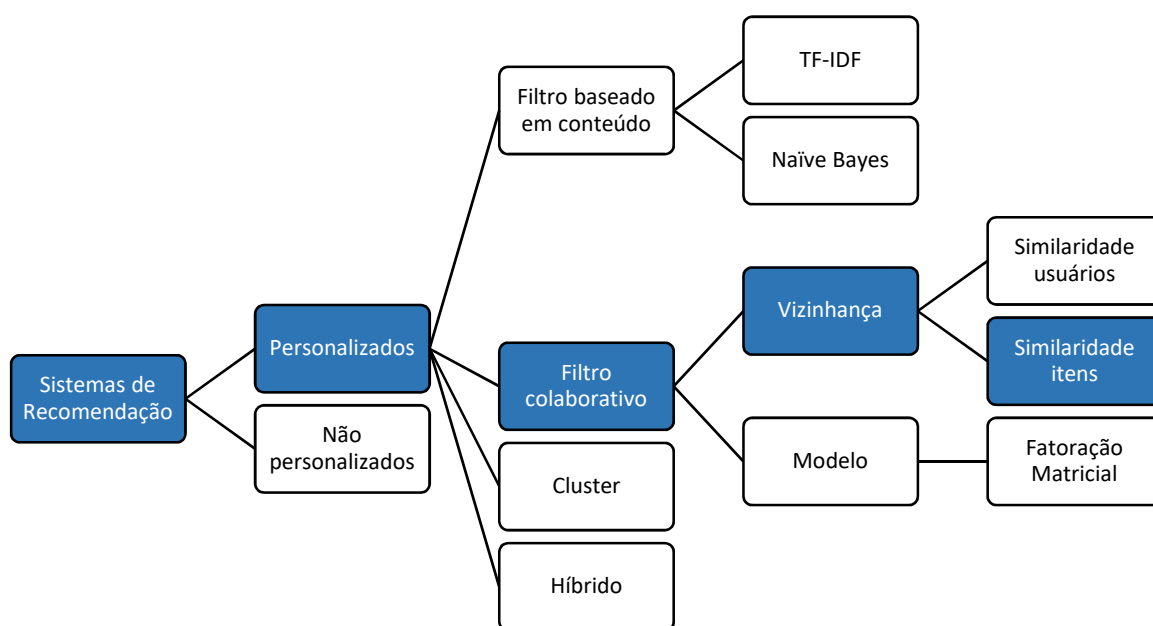 TF-IDF
Filtro baseado
em conteúdo
Naïve Bayes
Similaridade
usuários
Vizinhança
Personalizados
Similaridade
itens
Filtro
colaborativo
Sistemas de
Recomendação
Não
personalizados
Modelo
Fatoração
Matricial
Cluster
Híbrido